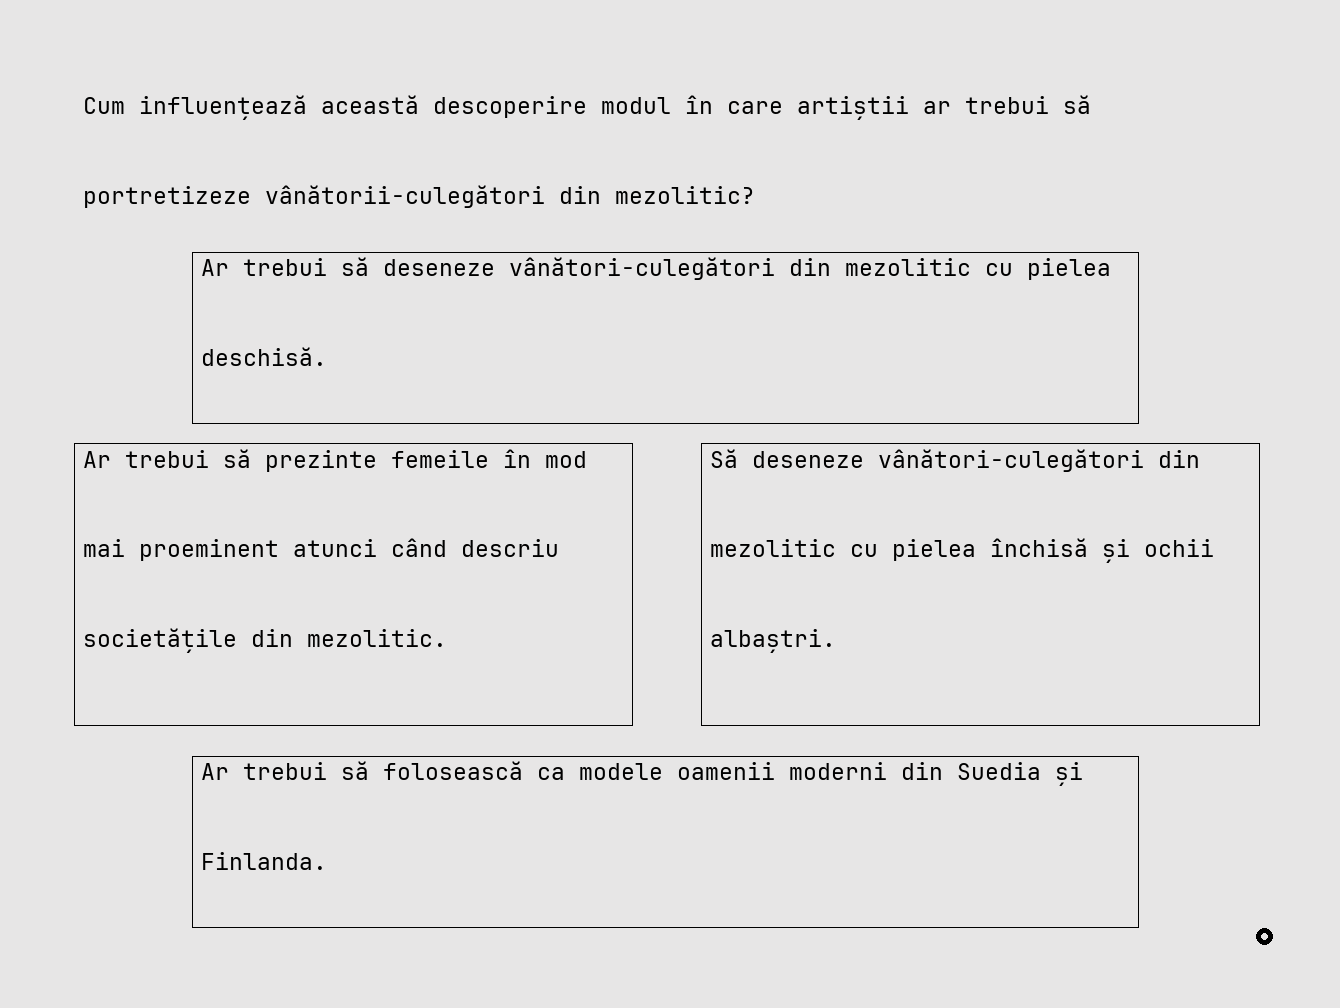 Cum influențează această descoperire modul în care artiștii ar trebui să
portretizeze vânătorii-culegători din mezolitic?
Ar trebui să deseneze vânători-culegători din mezolitic cu pielea
deschisă.
Ar trebui să prezinte femeile în mod
mai proeminent atunci când descriu
societățile din mezolitic.
Să deseneze vânători-culegători din
mezolitic cu pielea închisă și ochii
albaștri.
Ar trebui să folosească ca modele oamenii moderni din Suedia și
Finlanda.